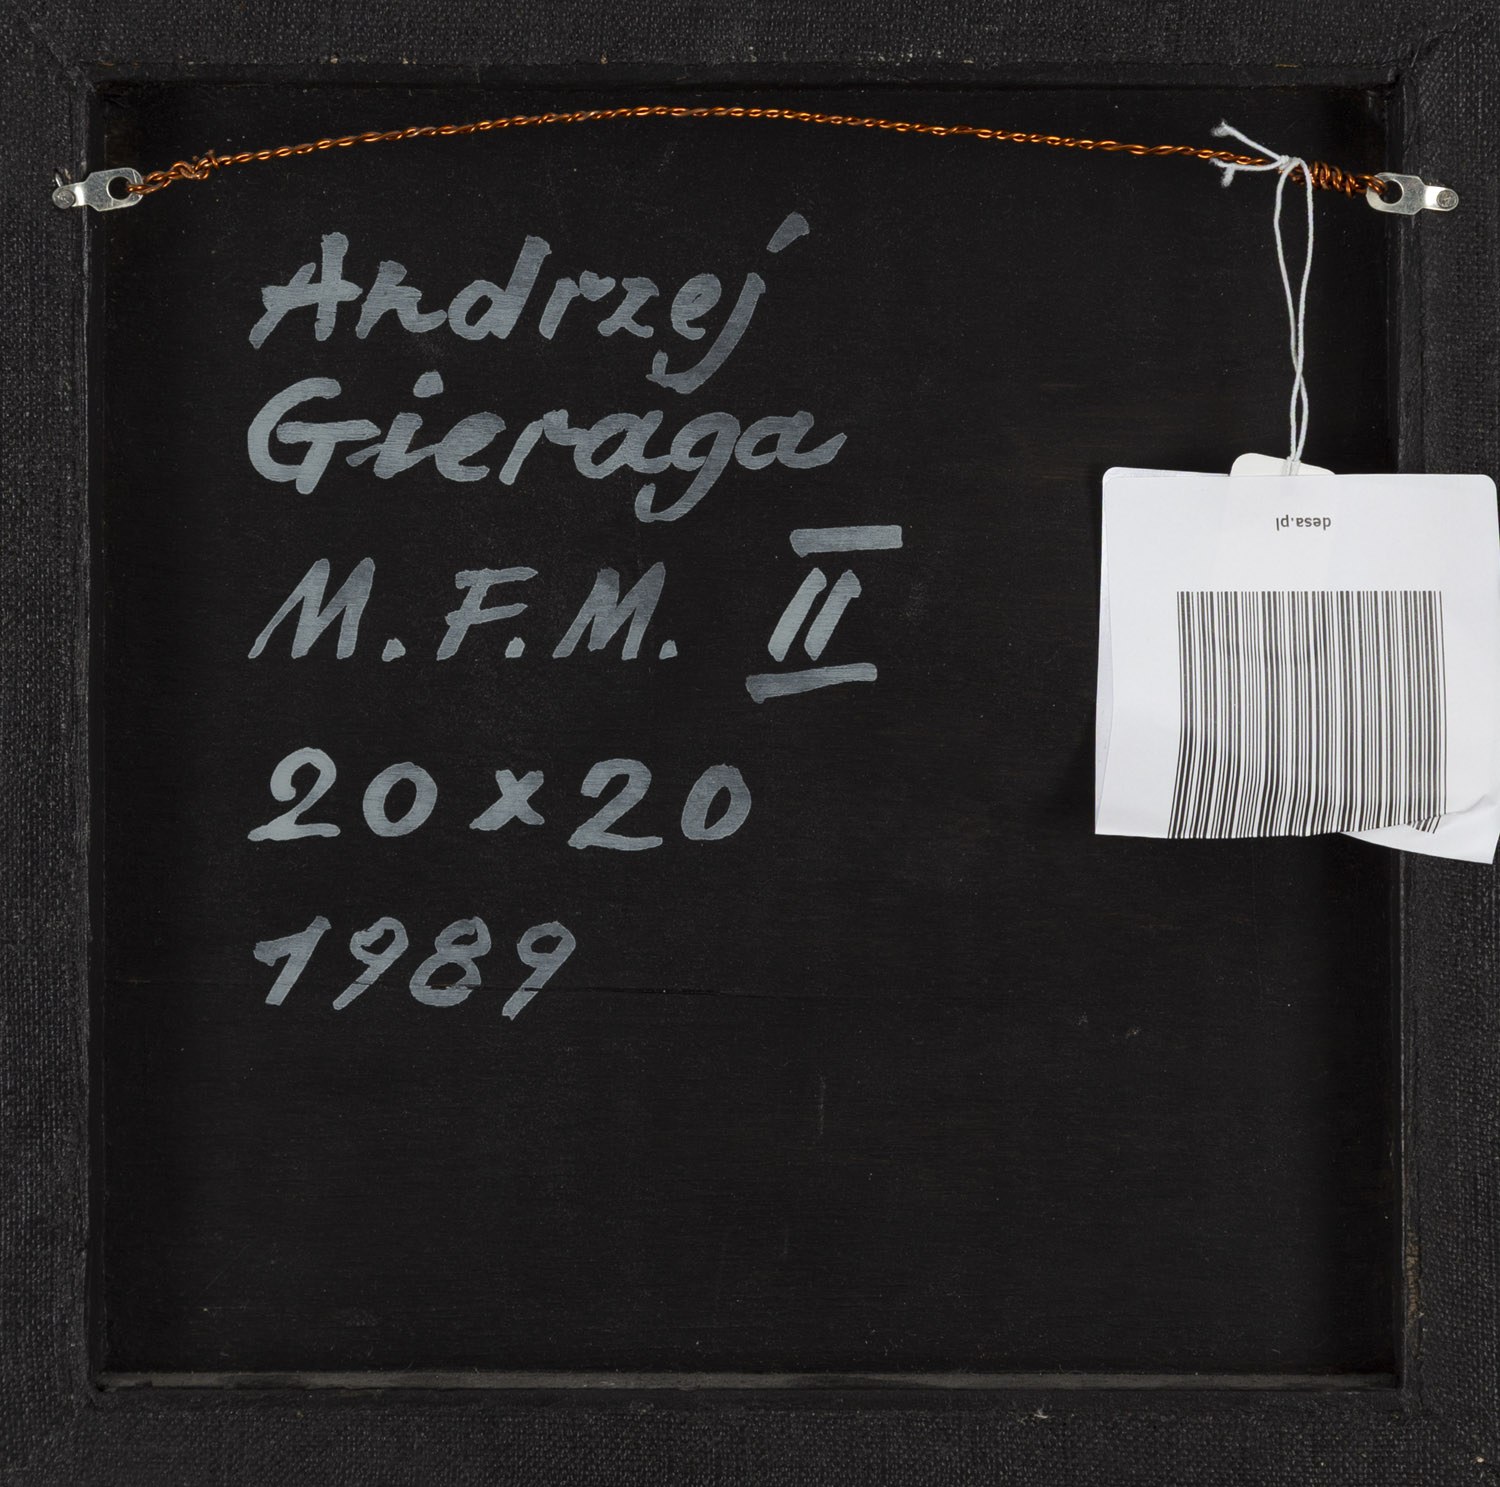 Andrzej
Gieraga
M.F.M. II
20x20
1989
desa.pl